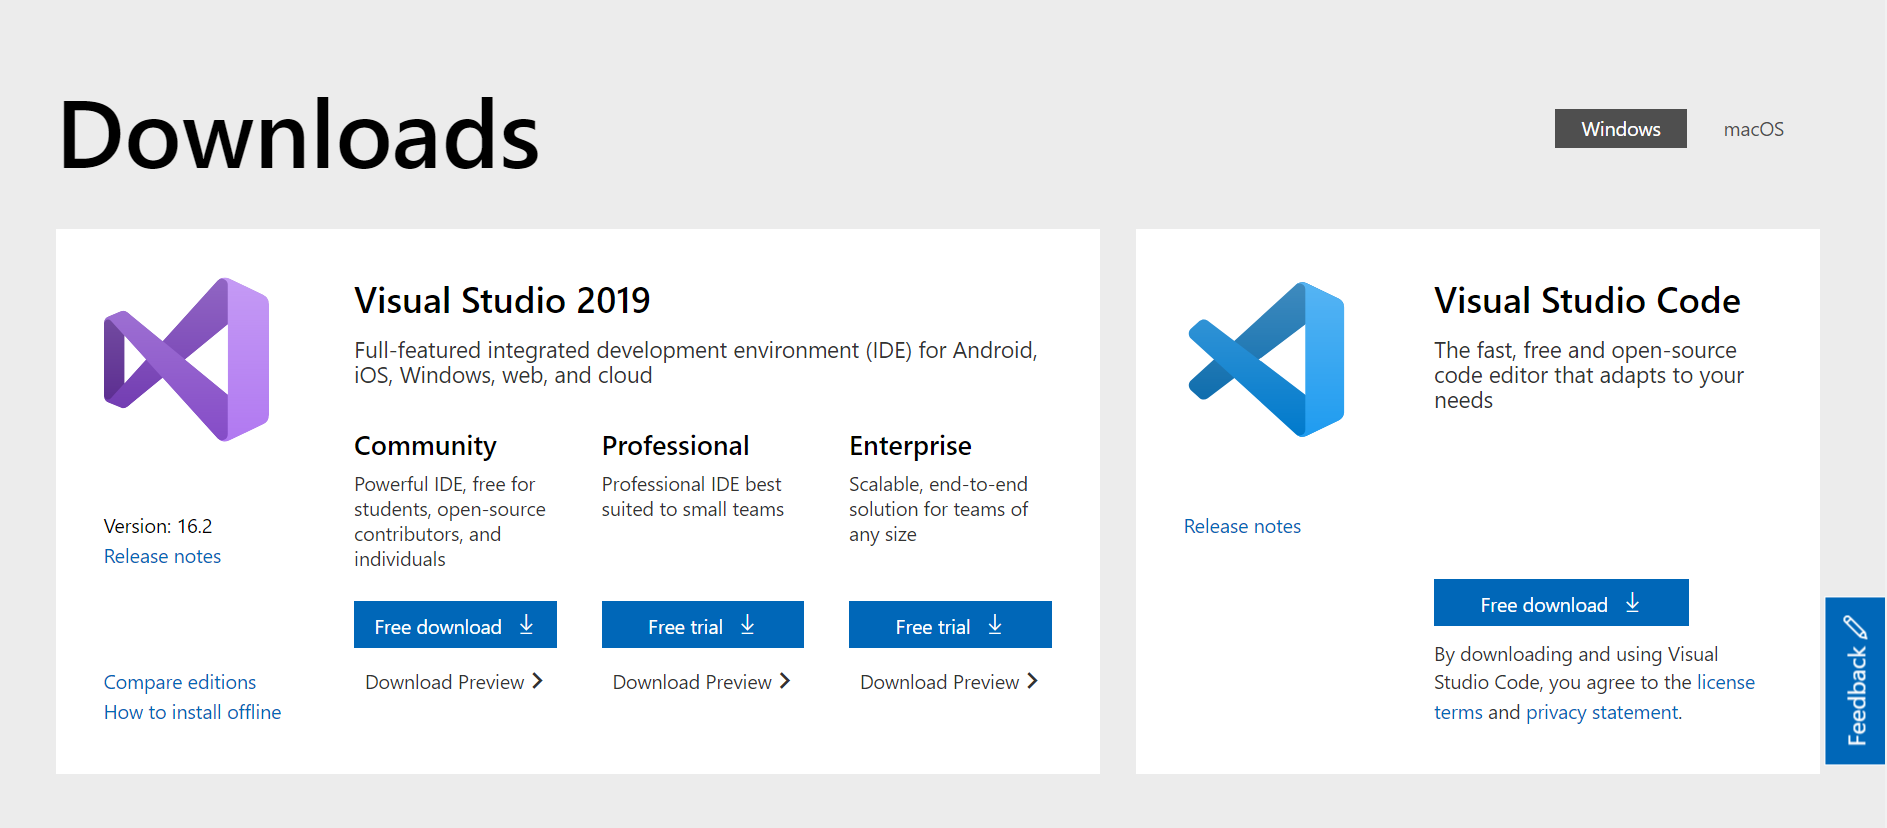 Downloads
Windows
macOS
Visual Studio 2019
Full-featured integrated development environment (IDE) for Android,
iOS, Windows, web, and cloud
Version: 16.2
Release notes
Compare editions
How to install offline
Community
Powerful IDE, free for
students, open-source
contributors, and
individuals
Free download
Download Preview
Professional
Professional IDE best
suited to small teams
Free trial
Download Preview
Enterprise
Scalable, end-to-end
solution for teams of
any size
Free trial
Download Preview
Visual Studio Code
The fast, free and open-source
code editor that adapts to your
needs
Release notes
Free download
By downloading and using Visual
Studio Code, you agree to the license
terms and privacy statement.
Feedback